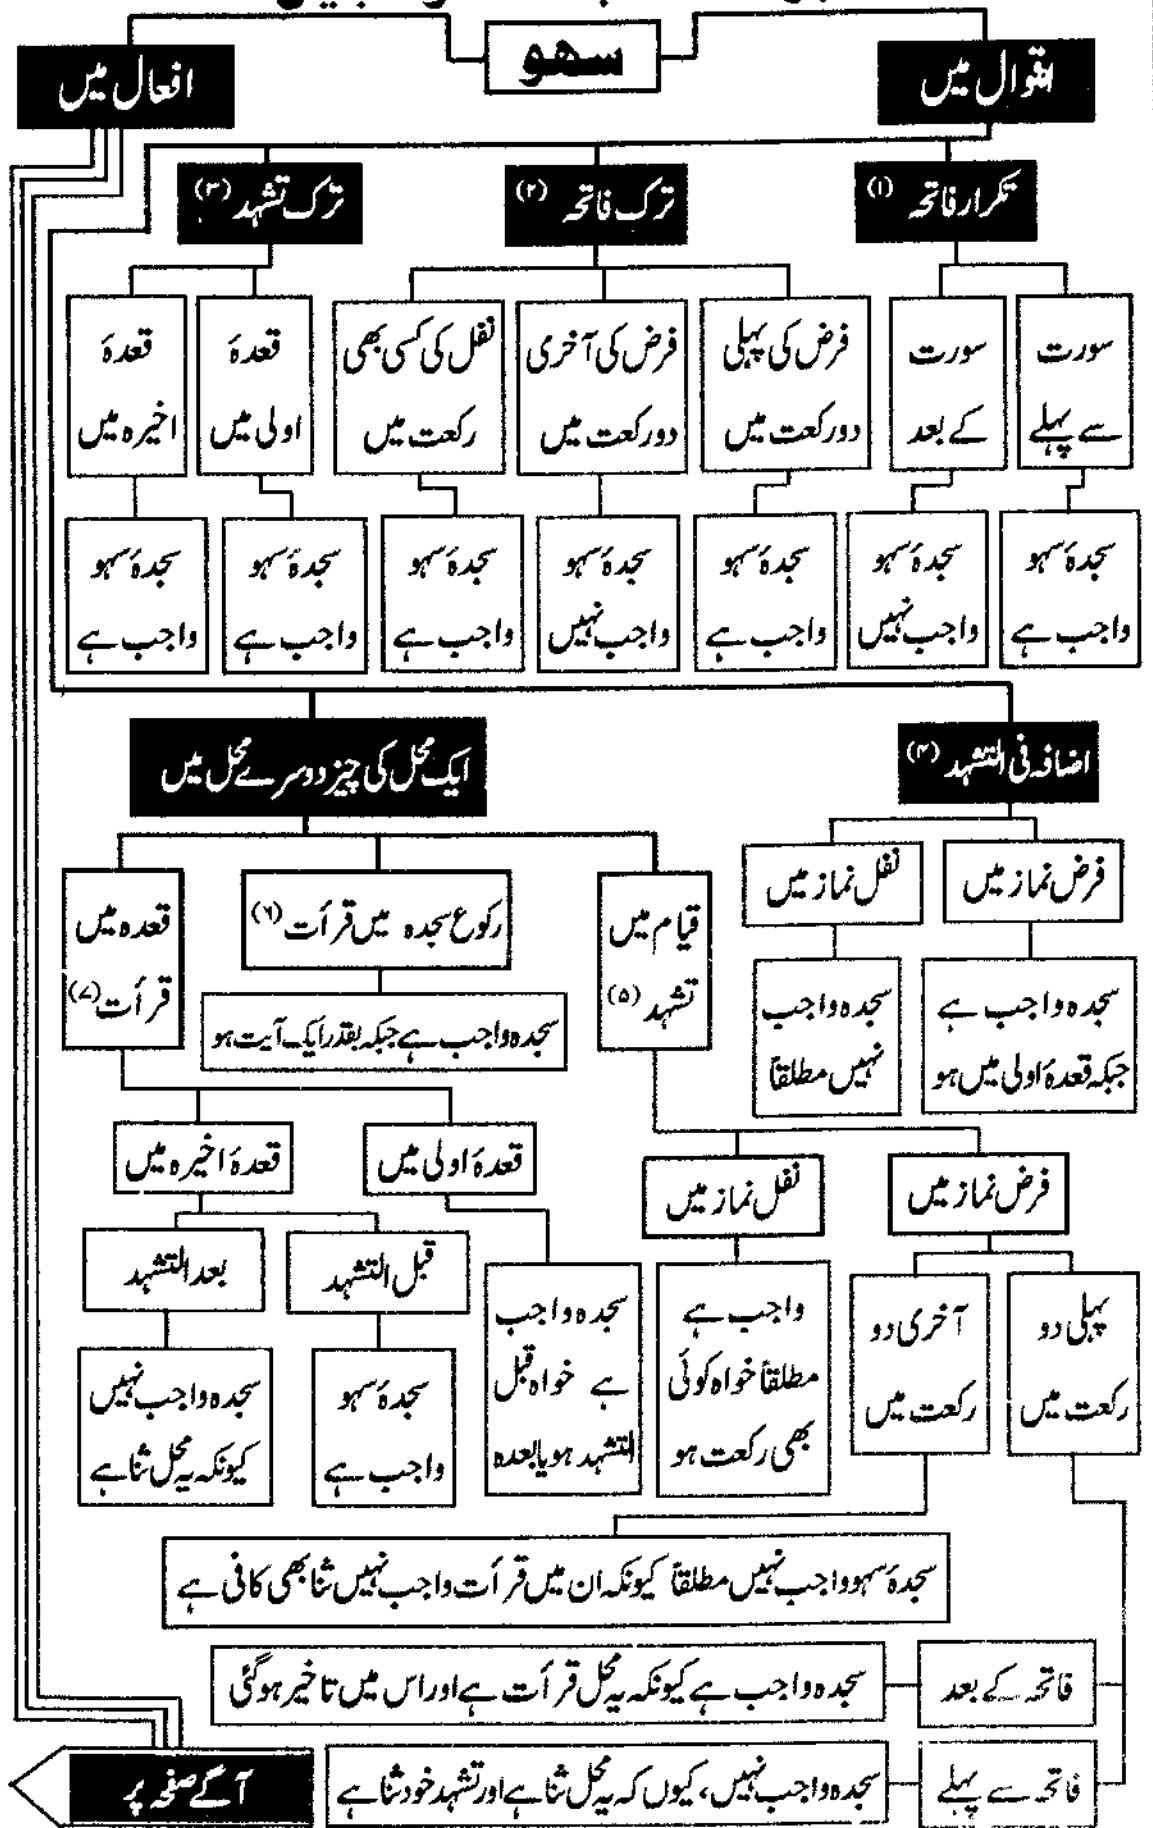 سهو
اقوال میں
افعال میں
تکرار فاتحہ (۱)
ترک فاتحہ (۲)
ترک تشہد (۳)
سورت
سے پہلے
سورت
کے بعد
فرض کی پہلی
دو رکعت میں
فرض کی آخری
دو رکعت میں
نفل کی کسی بھی
رکعت میں
قعدۂ
اولی میں
قعدۂ
اخیرہ میں
سجدۂ سہو
واجب ہے
سجدۂ سہو
واجب نہیں
سجدۂ سہو
واجب ہے
سجدۂ سہو
واجب نہیں
سجدۂ سہو
واجب ہے
سجدۂ سہو
واجب ہے
سجدۂ سہو
واجب ہے
اضافہ فی التشہد (۴)
ایک محل کی چیز دوسرے محل میں
فرض نماز میں
نفل نماز میں
سجدہ واجب ہے
جبکہ قعدۂ اولی میں ہو
سجدہ واجب
نہیں مطلقاً
قیام میں
تشہد (۵)
رکوع سجدہ میں قرأت (۶)
سجدہ واجب ہے جبکہ بقدر ایک آیت ہو
قعدہ میں
قرأت (۷)
فرض نماز میں
نفل نماز میں
قعدۂ اولی میں
قعدۂ اخیرہ میں
قبل التشہد
بعد التشہد
پہلی دو
رکعت میں
آخری دو
رکعت میں
واجب ہے
مطلقاً خواہ کوئی
بھی رکعت ہو
سجدہ واجب
ہے خواہ قبل
التشہد ہو یا بعدہ
سجدۂ سہو
واجب ہے
سجدہ واجب نہیں
کیونکہ یہ محل ثنا ہے
سجدۂ سہو واجب نہیں مطلقاً کیونکہ ان میں قرأت واجب نہیں ثنا بھی کافی ہے
فاتحہ کے بعد
سجدہ واجب ہے کیونکہ یہ محل قرأت ہے اور اس میں تاخیر ہوگئی
فاتحہ سے پہلے
سجدہ واجب نہیں، کیوں کہ یہ محل ثنا ہے اور تشہد خود ثنا ہے
آگے صفحہ پر